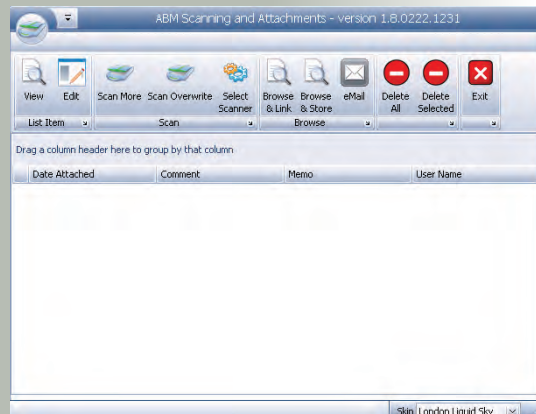 ABM Scanning and Attachments - version 1.8.0222.1231
View Edit Scan More Scan Overwrite Select Scanner Browse & Link Browse & Store eMail Delete All Delete Selected Exit
List Item Scan Browse
Drag a column header here to group by that column
Date Attached Comment Memo User Name
Skin London Liquid Sky